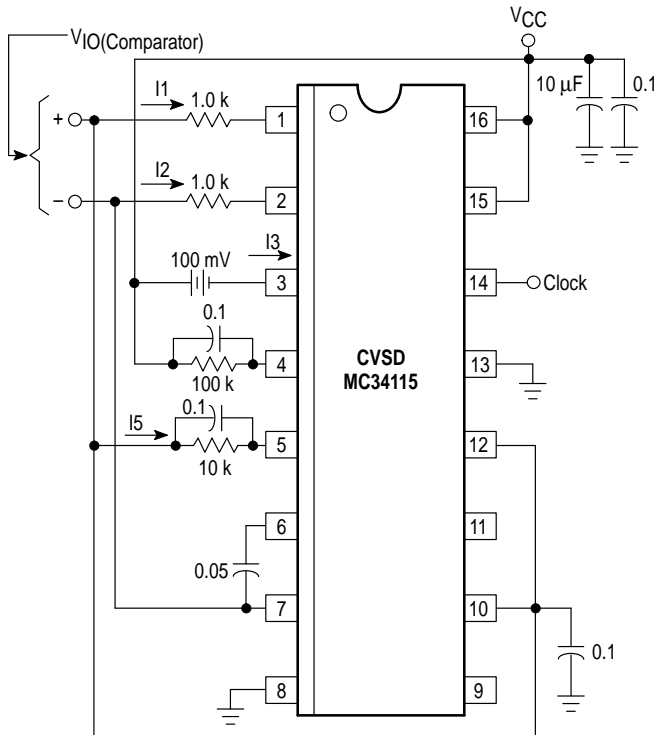 VCC
VIO(Comparator)
I1
1.0 k
10 µF
0.1
+
1
16
I2
1.0 k
−
2
15
I3
100 mV
3
14
Clock
0.1
4
CVSD
MC34115
13
100 k
0.1
I5
5
12
10 k
6
11
0.05
7
10
0.1
8
9